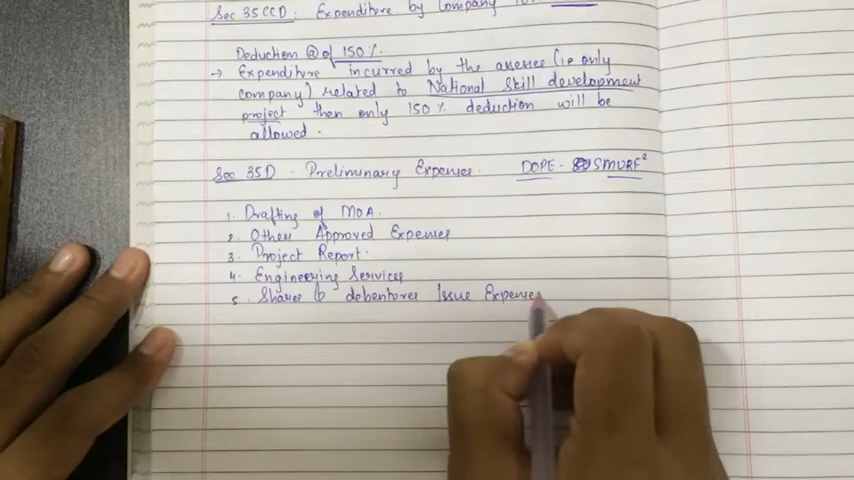 Sec 35CCD: Expenditure by Company for
Deduction @ of 150%.
→ Expenditure incurred by the assessee (ie only
company) related to National Skill development
project then only 150% deduction will be
allowed.
Sec 35D. Preliminary Expenses. DOPE - SMURF²
1. Drafting of MOA.
2. Other Approved Expenses
3. Project Report.
4. Engineering Services
5. Shares & debentures Issue Expenses